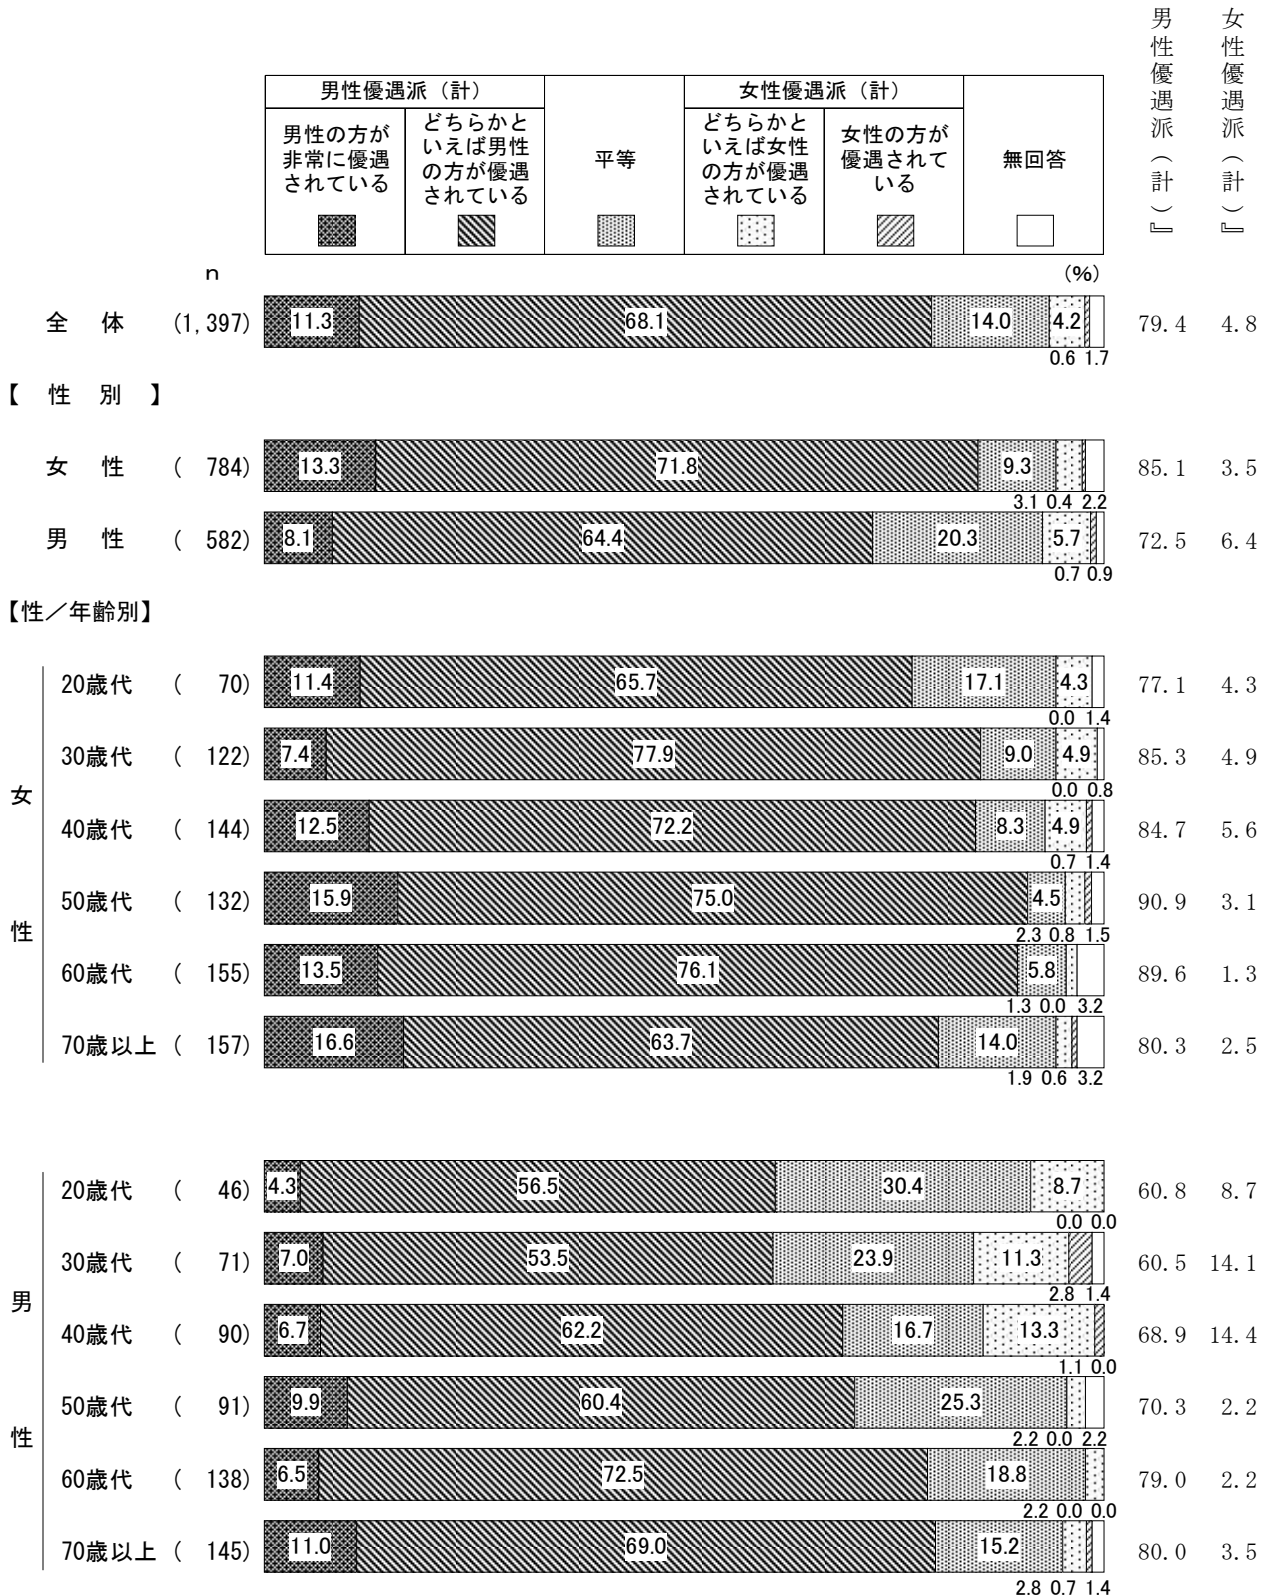 男性優遇派（計）』
女性優遇派（計）』
男性優遇派（計）
女性優遇派（計）
男性の方が
非常に優遇
されている
どちらかと
いえば男性
の方が優遇
されている
平等
どちらかと
いえば女性
の方が優遇
されている
女性の方が
優遇されて
いる
無回答
n
(%)
全 体 (1,397) 11.3 68.1 14.0 4.2 79.4 4.8
0.6 1.7
【 性 別 】
女 性 ( 784) 13.3 71.8 9.3 85.1 3.5
3.1 0.4 2.2
男 性 ( 582) 8.1 64.4 20.3 5.7 72.5 6.4
0.7 0.9
【性／年齢別】
女性
20歳代 ( 70) 11.4 65.7 17.1 4.3 77.1 4.3
0.0 1.4
30歳代 ( 122) 7.4 77.9 9.0 4.9 85.3 4.9
0.0 0.8
40歳代 ( 144) 12.5 72.2 8.3 4.9 84.7 5.6
0.7 1.4
50歳代 ( 132) 15.9 75.0 4.5 90.9 3.1
2.3 0.8 1.5
60歳代 ( 155) 13.5 76.1 5.8 89.6 1.3
1.3 0.0 3.2
70歳以上 ( 157) 16.6 63.7 14.0 80.3 2.5
1.9 0.6 3.2
男性
20歳代 ( 46) 4.3 56.5 30.4 8.7 60.8 8.7
0.0 0.0
30歳代 ( 71) 7.0 53.5 23.9 11.3 60.5 14.1
2.8 1.4
40歳代 ( 90) 6.7 62.2 16.7 13.3 68.9 14.4
1.1 0.0
50歳代 ( 91) 9.9 60.4 25.3 70.3 2.2
2.2 0.0 2.2
60歳代 ( 138) 6.5 72.5 18.8 79.0 2.2
2.2 0.0 0.0
70歳以上 ( 145) 11.0 69.0 15.2 80.0 3.5
2.8 0.7 1.4